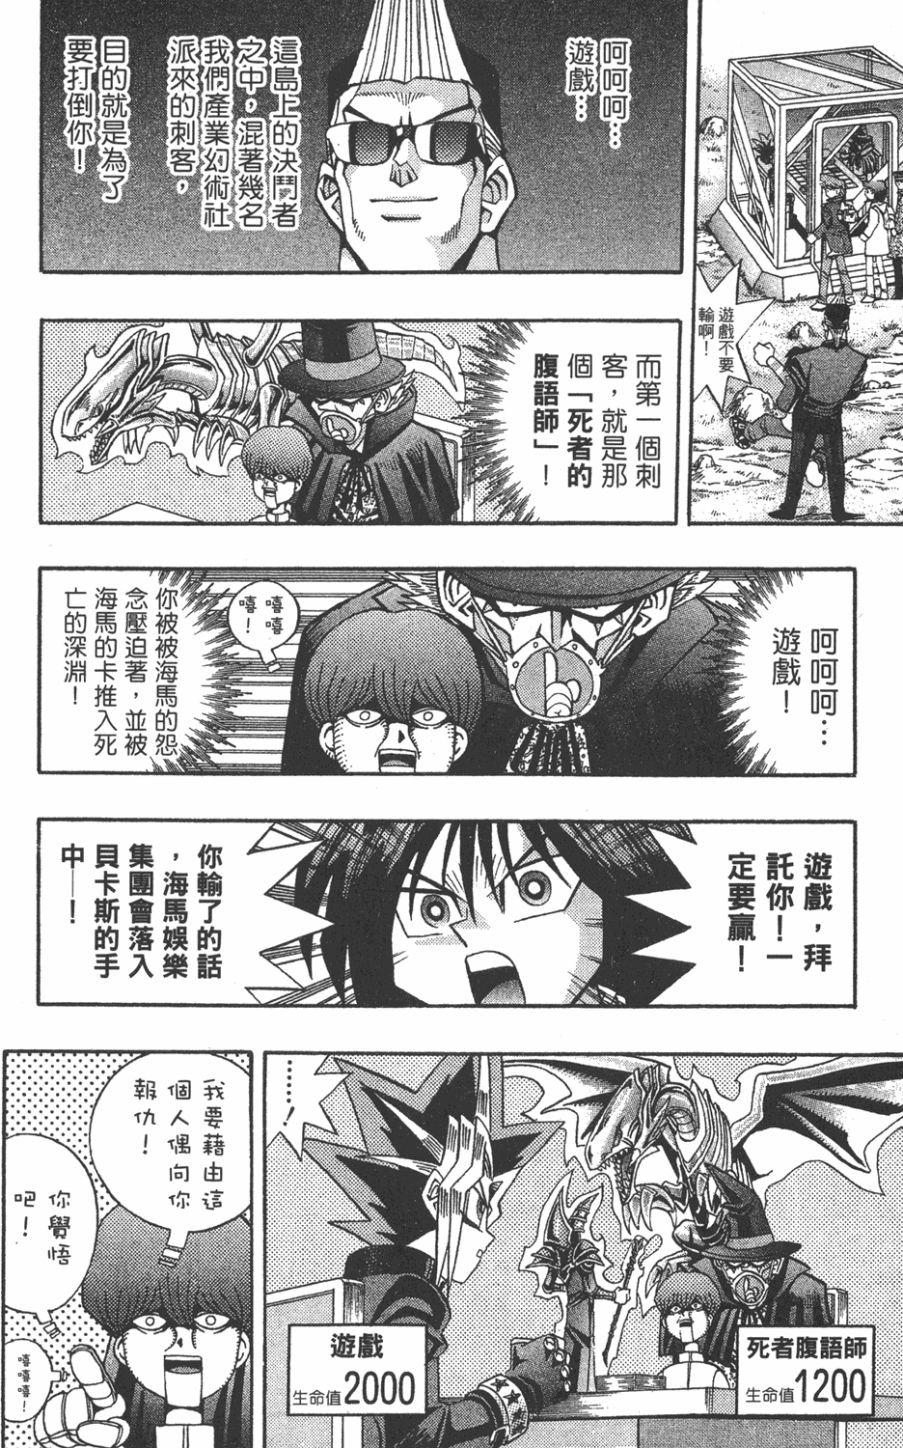 遊戲不要
輸啊！
呵呵呵…
遊戲…
這島上的決鬥者
之中，混著幾名
我們產業幻術社
派來的刺客，
目的就是為了
要打倒你！
而第一個刺
客，就是那
個「死者的
腹語師」！
呵呵呵…
遊戲！
嘻嘻
嘻！
你被被海馬的怨
念壓迫著，並被
海馬的卡推入死
亡的深淵！
遊戲，拜
託你！一
定要贏！
你輸了的話
，海馬娛樂
集團會落入
貝卡斯的手
中──！
……！
死者腹語師
生命值1200
遊戲
生命值2000
我要藉由這
個人偶向你
報仇！
你覺悟
吧！
嘻嘻嘻！